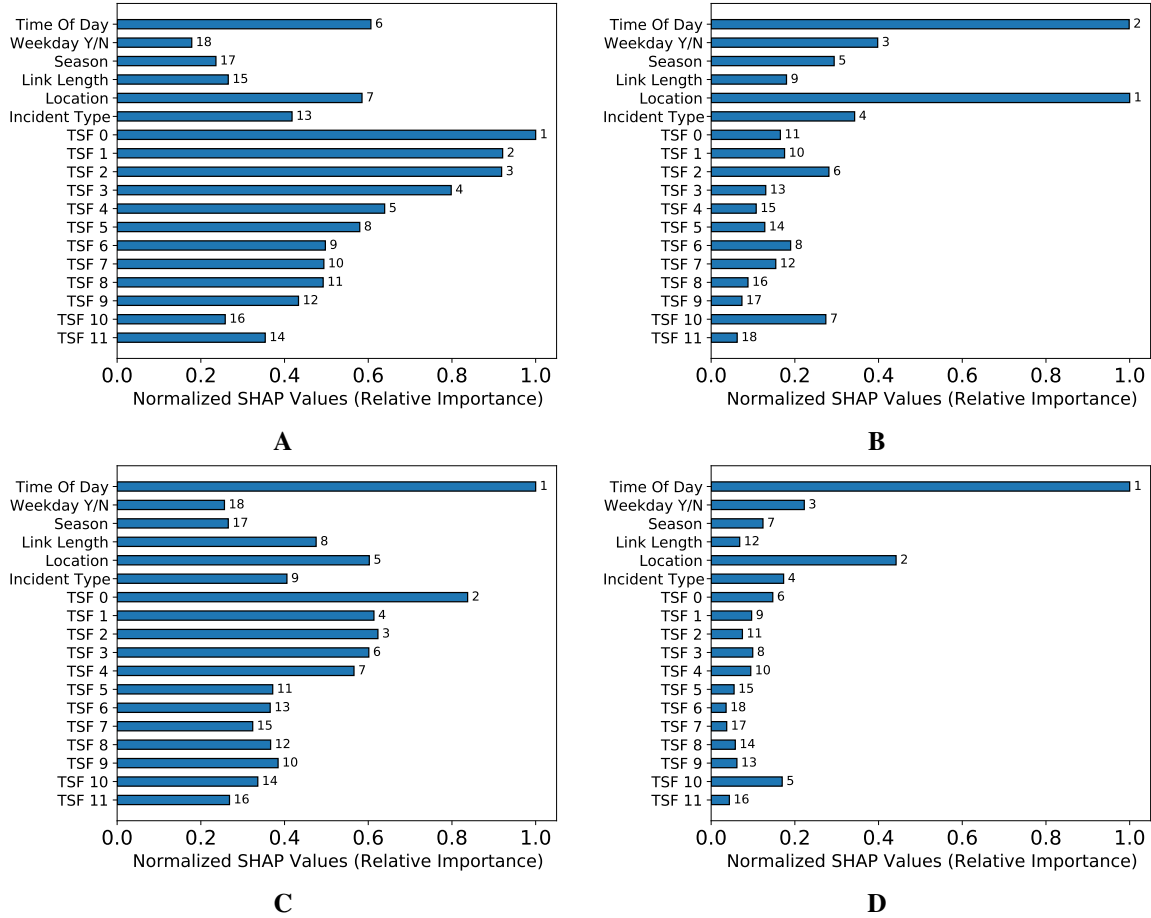 Time Of Day 6
Weekday Y/N 18
Season 17
Link Length 15
Location 7
Incident Type 13
TSF 0 1
TSF 1 2
TSF 2 3
TSF 3 4
TSF 4 5
TSF 5 8
TSF 6 9
TSF 7 10
TSF 8 11
TSF 9 12
TSF 10 16
TSF 11 14
0.0 0.2 0.4 0.6 0.8 1.0
Normalized SHAP Values (Relative Importance)
A
Time Of Day 2
Weekday Y/N 3
Season 5
Link Length 9
Location 1
Incident Type 4
TSF 0 11
TSF 1 10
TSF 2 6
TSF 3 13
TSF 4 15
TSF 5 14
TSF 6 8
TSF 7 12
TSF 8 16
TSF 9 17
TSF 10 7
TSF 11 18
0.0 0.2 0.4 0.6 0.8 1.0
Normalized SHAP Values (Relative Importance)
B
Time Of Day 1
Weekday Y/N 18
Season 17
Link Length 8
Location 5
Incident Type 9
TSF 0 2
TSF 1 4
TSF 2 3
TSF 3 6
TSF 4 7
TSF 5 11
TSF 6 13
TSF 7 15
TSF 8 12
TSF 9 10
TSF 10 14
TSF 11 16
0.0 0.2 0.4 0.6 0.8 1.0
Normalized SHAP Values (Relative Importance)
C
Time Of Day 1
Weekday Y/N 3
Season 7
Link Length 12
Location 2
Incident Type 4
TSF 0 6
TSF 1 9
TSF 2 11
TSF 3 8
TSF 4 10
TSF 5 15
TSF 6 18
TSF 7 17
TSF 8 14
TSF 9 13
TSF 10 5
TSF 11 16
0.0 0.2 0.4 0.6 0.8 1.0
Normalized SHAP Values (Relative Importance)
D